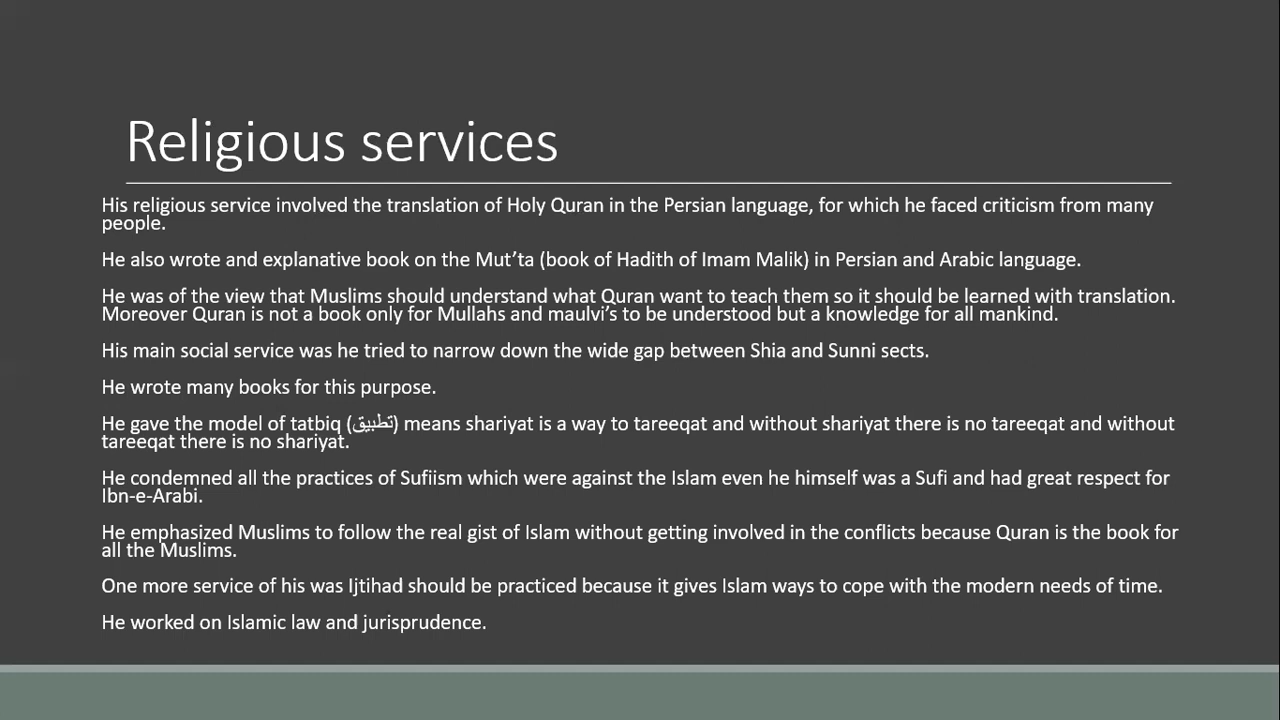 Religious services
His religious service involved the translation of Holy Quran in the Persian language, for which he faced criticism from many
people.
He also wrote and explanative book on the Mut’ta (book of Hadith of Imam Malik) in Persian and Arabic language.
He was of the view that Muslims should understand what Quran want to teach them so it should be learned with translation.
Moreover Quran is not a book only for Mullahs and maulvi’s to be understood but a knowledge for all mankind.
His main social service was he tried to narrow down the wide gap between Shia and Sunni sects.
He wrote many books for this purpose.
He gave the model of tatbiq (تطبيق) means shariyat is a way to tareeqat and without shariyat there is no tareeqat and without
tareeqat there is no shariyat.
He condemned all the practices of Sufiism which were against the Islam even he himself was a Sufi and had great respect for
Ibn-e-Arabi.
He emphasized Muslims to follow the real gist of Islam without getting involved in the conflicts because Quran is the book for
all the Muslims.
One more service of his was Ijtihad should be practiced because it gives Islam ways to cope with the modern needs of time.
He worked on Islamic law and jurisprudence.